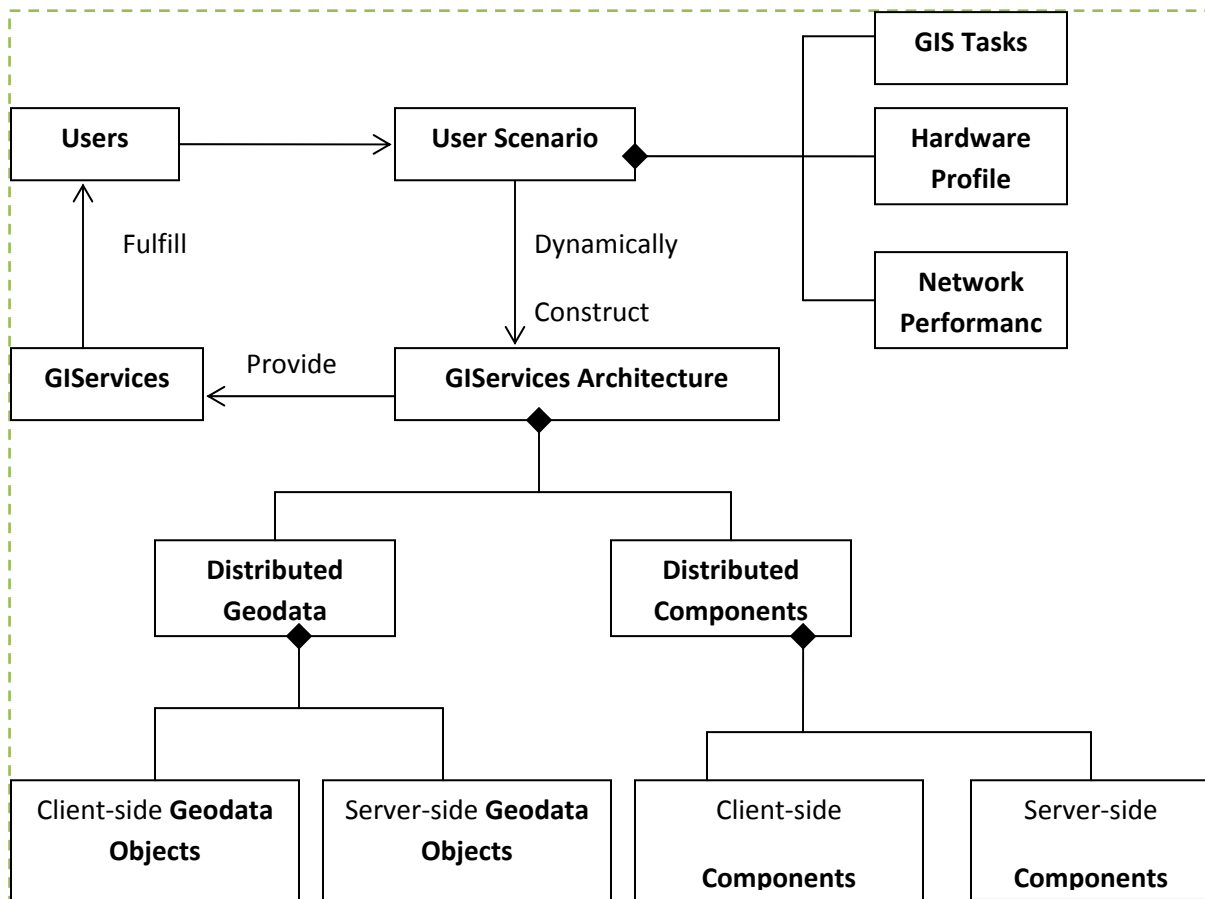 GIS Tasks
Users
User Scenario
Hardware
Profile
Fulfill
Dynamically
Construct
Network
Performanc
GIServices
Provide
GIServices Architecture
Distributed
Geodata
Distributed
Components
Client-side Geodata
Objects
Server-side Geodata
Objects
Client-side
Components
Server-side
Components